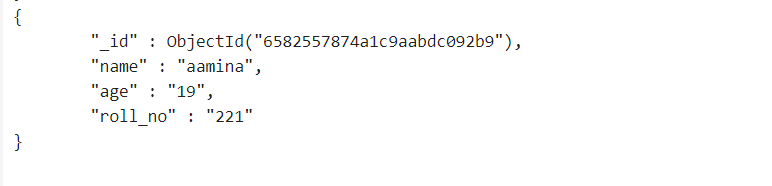 {
"_id" : ObjectId("6582557874a1c9aabdc092b9"),
"name" : "aamina",
"age" : "19",
"roll_no" : "221"
}